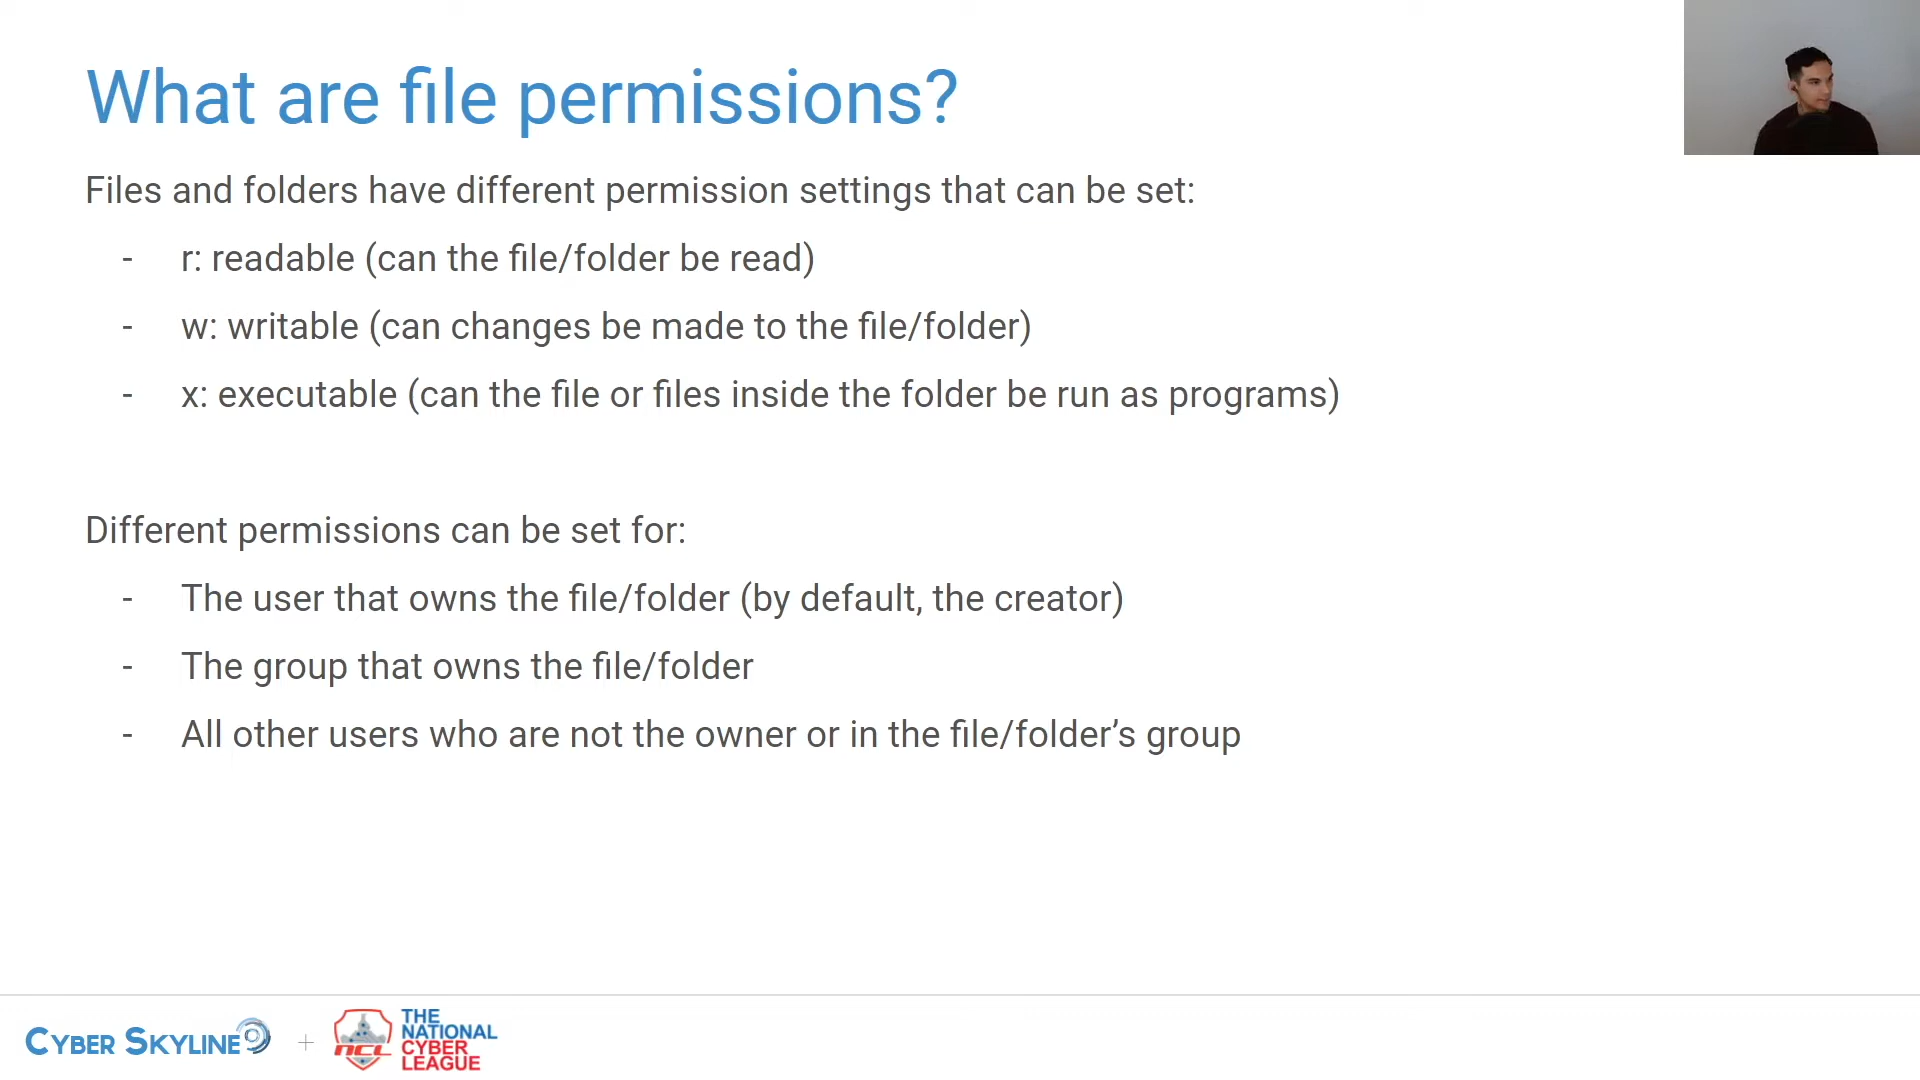 What are file permissions?
Files and folders have different permission settings that can be set:
- r: readable (can the file/folder be read)
- w: writable (can changes be made to the file/folder)
- x: executable (can the file or files inside the folder be run as programs)
Different permissions can be set for:
- The user that owns the file/folder (by default, the creator)
- The group that owns the file/folder
- All other users who are not the owner or in the file/folder’s group
CYBER SKYLINE
+
NCL
THE
NATIONAL
CYBER
LEAGUE